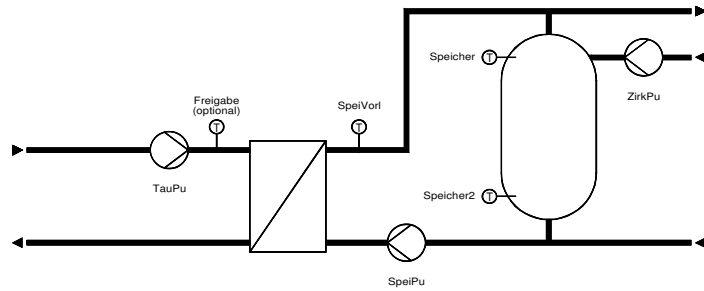 Speicher
T
ZirkPu
Freigabe
(optional)
T
SpeiVorl
T
TauPu
Speicher2
T
SpeiPu